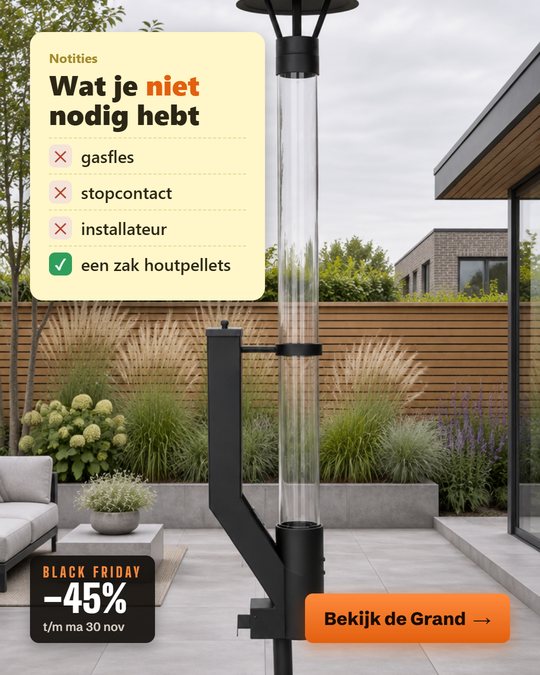 Notities
Wat je niet
nodig hebt
gasfles
stopcontact
installateur
een zak houtpellets
BLACK FRIDAY
–45%
t/m ma 30 nov
Bekijk de Grand →